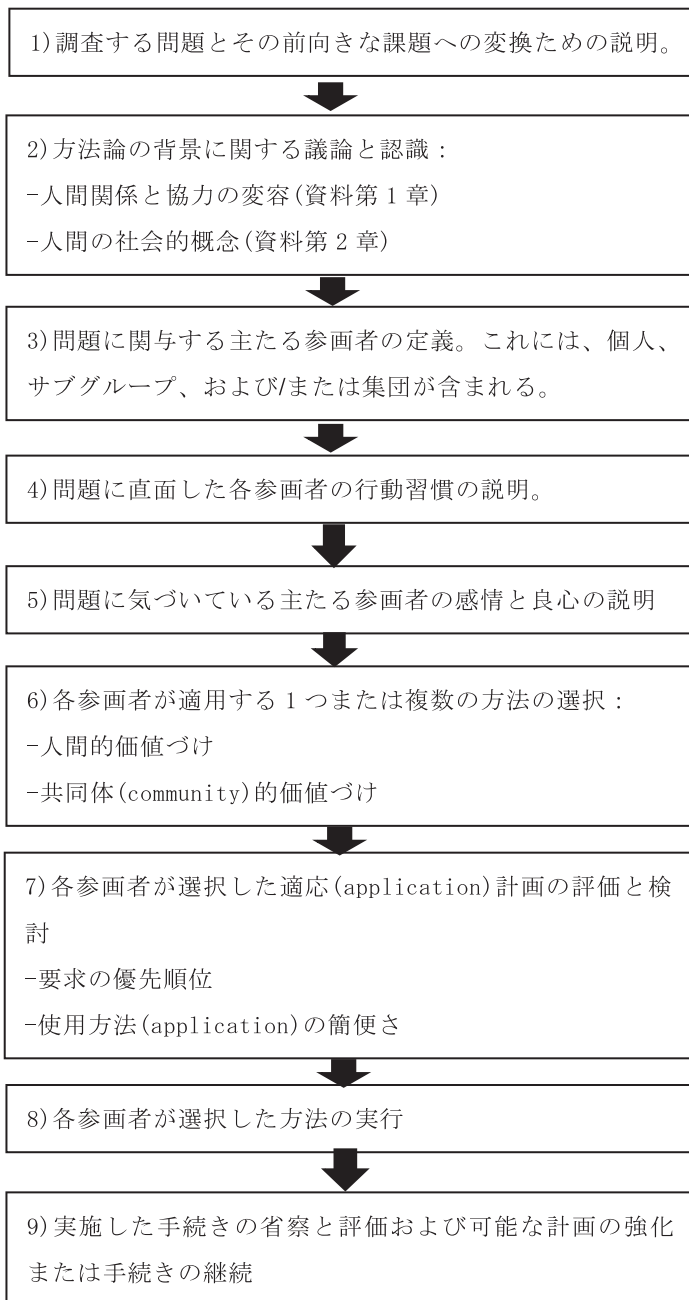 1)調査する問題とその前向きな課題への変換ための説明。
2)方法論の背景に関する議論と認識：
-人間関係と協力の変容(資料第 1 章)
-人間の社会的概念(資料第 2 章)
3)問題に関与する主たる参画者の定義。これには、個人、
サブグループ、および/または集団が含まれる。
4)問題に直面した各参画者の行動習慣の説明。
5)問題に気づいている主たる参画者の感情と良心の説明
6)各参画者が適用する 1 つまたは複数の方法の選択：
-人間的価値づけ
-共同体(community)的価値づけ
7)各参画者が選択した適応(application)計画の評価と検
討
-要求の優先順位
-使用方法(application)の簡便さ
8)各参画者が選択した方法の実行
9)実施した手続きの省察と評価および可能な計画の強化
または手続きの継続